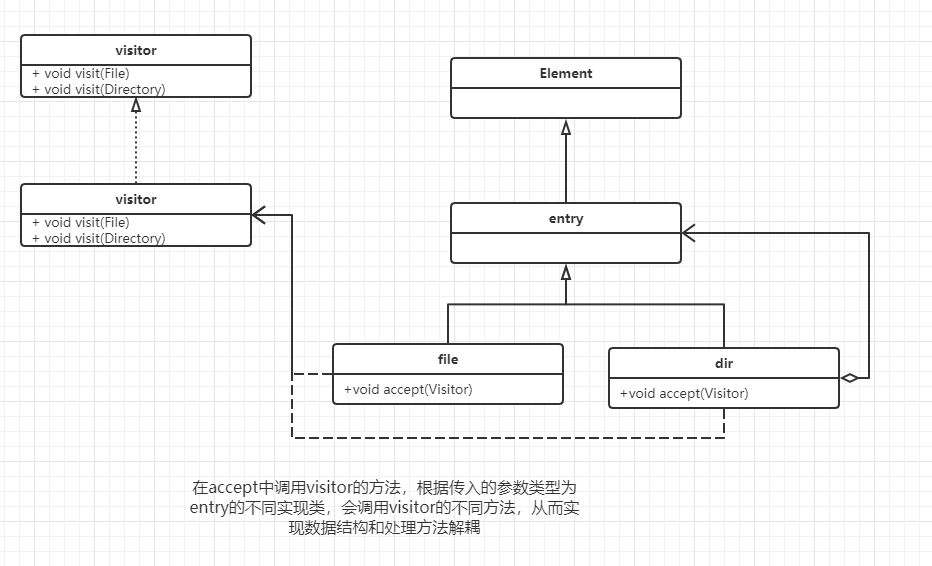 visitor
+ void visit(File)
+ void visit(Directory)
Element
visitor
+ void visit(File)
+ void visit(Directory)
entry
file
+void accept(Visitor)
dir
+void accept(Visitor)
在accept中调用visitor的方法，根据传入的参数类型为
entry的不同实现类，会调用visitor的不同方法，从而实
现数据结构和处理方法解耦